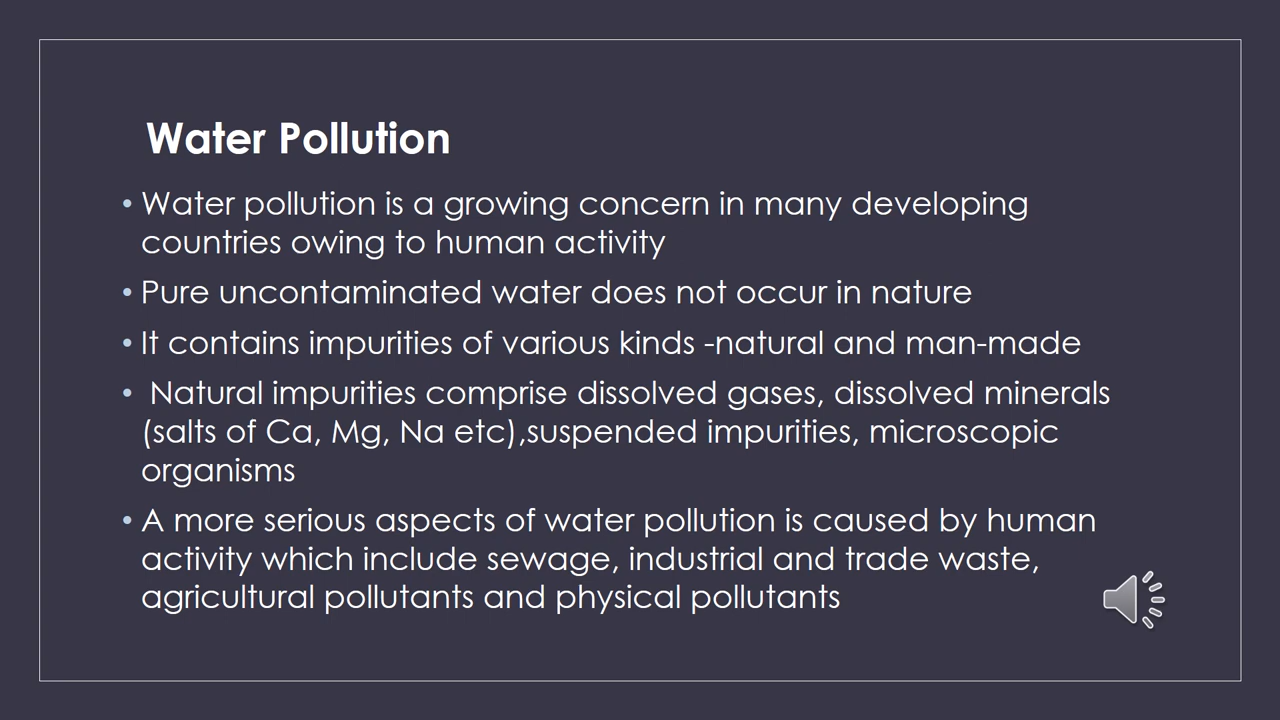 Water Pollution
• Water pollution is a growing concern in many developing
countries owing to human activity
• Pure uncontaminated water does not occur in nature
• It contains impurities of various kinds -natural and man-made
• Natural impurities comprise dissolved gases, dissolved minerals
(salts of Ca, Mg, Na etc),suspended impurities, microscopic
organisms
• A more serious aspects of water pollution is caused by human
activity which include sewage, industrial and trade waste,
agricultural pollutants and physical pollutants